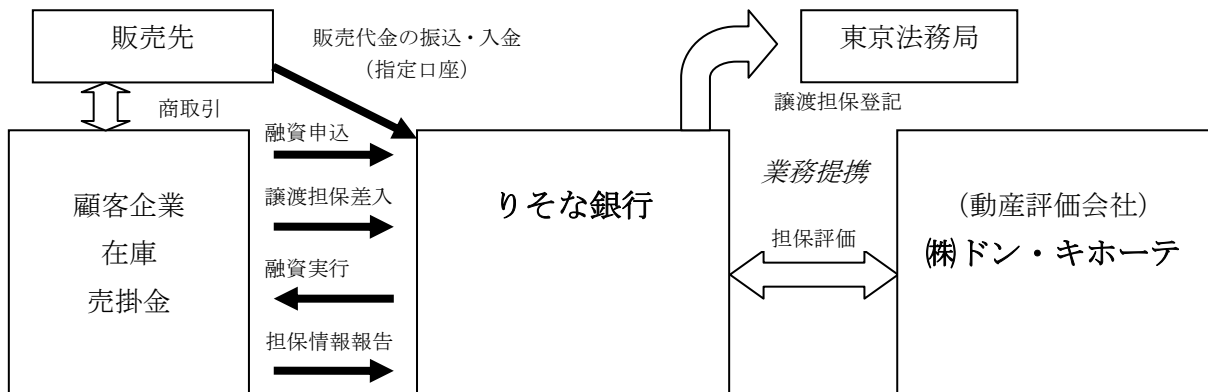 販売先
販売代金の振込・入金
（指定口座）
東京法務局
商取引
譲渡担保登記
融資申込
譲渡担保差入
融資実行
担保情報報告
顧客企業
在庫
売掛金
りそな銀行
業務提携
担保評価
（動産評価会社）
㈱ドン・キホーテ